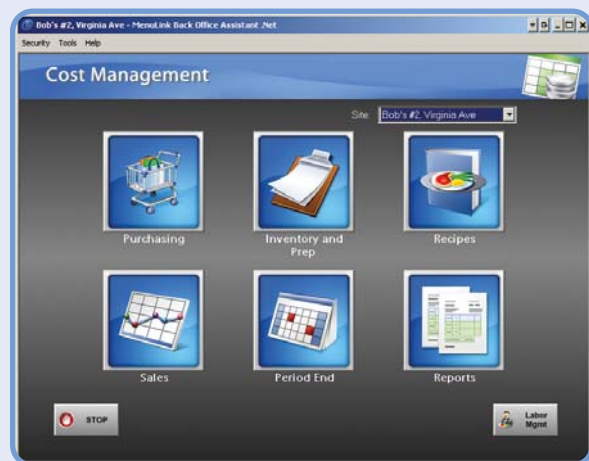 Bob's #2, Virginia Ave - MenuLink Back Office Assistant .Net
Security Tools Help
Cost Management
Site: Bob's #2, Virginia Ave
Purchasing
Inventory and
Prep
Recipes
Sales
Period End
Reports
STOP
Labor
Mgmt